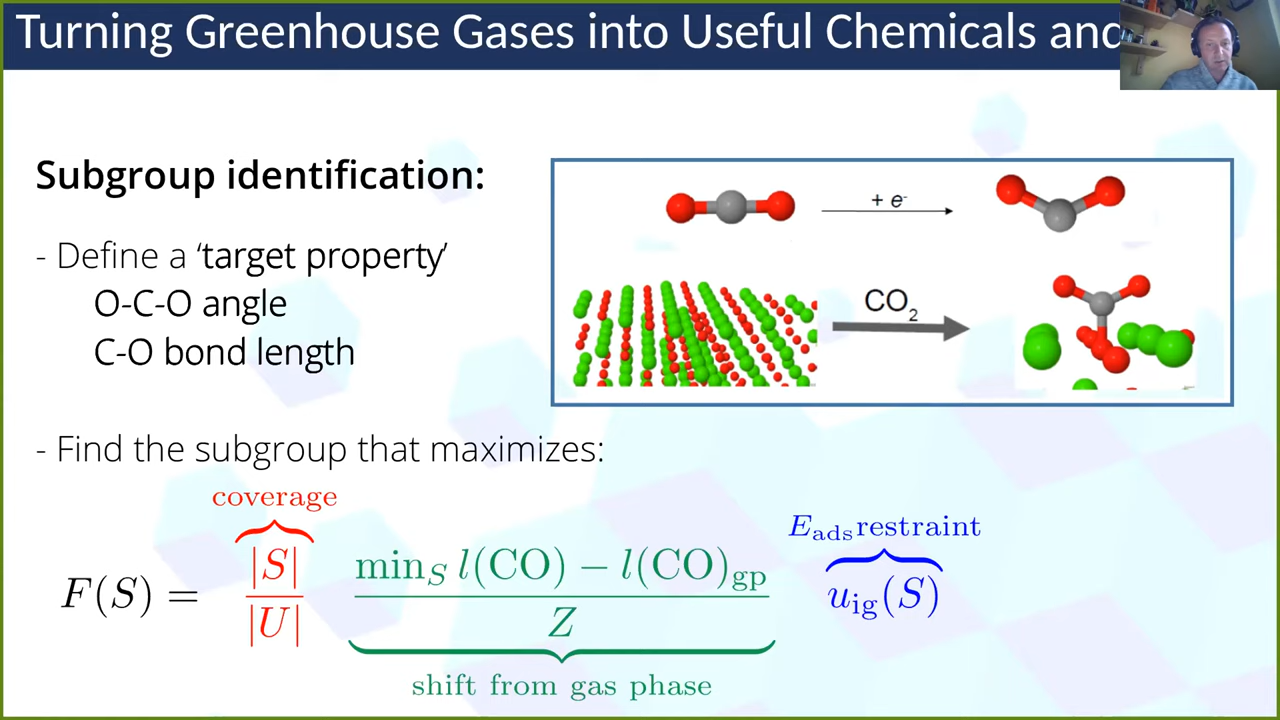 Turning Greenhouse Gases into Useful Chemicals and
Subgroup identification:
- Define a ‘target property’
O-C-O angle
C-O bond length
+ e⁻
CO₂
- Find the subgroup that maximizes:
coverage
E_ads restraint
F(S) = |S| / |U| (min_S l(CO) − l(CO)_gp) / Z u_ig(S)
shift from gas phase